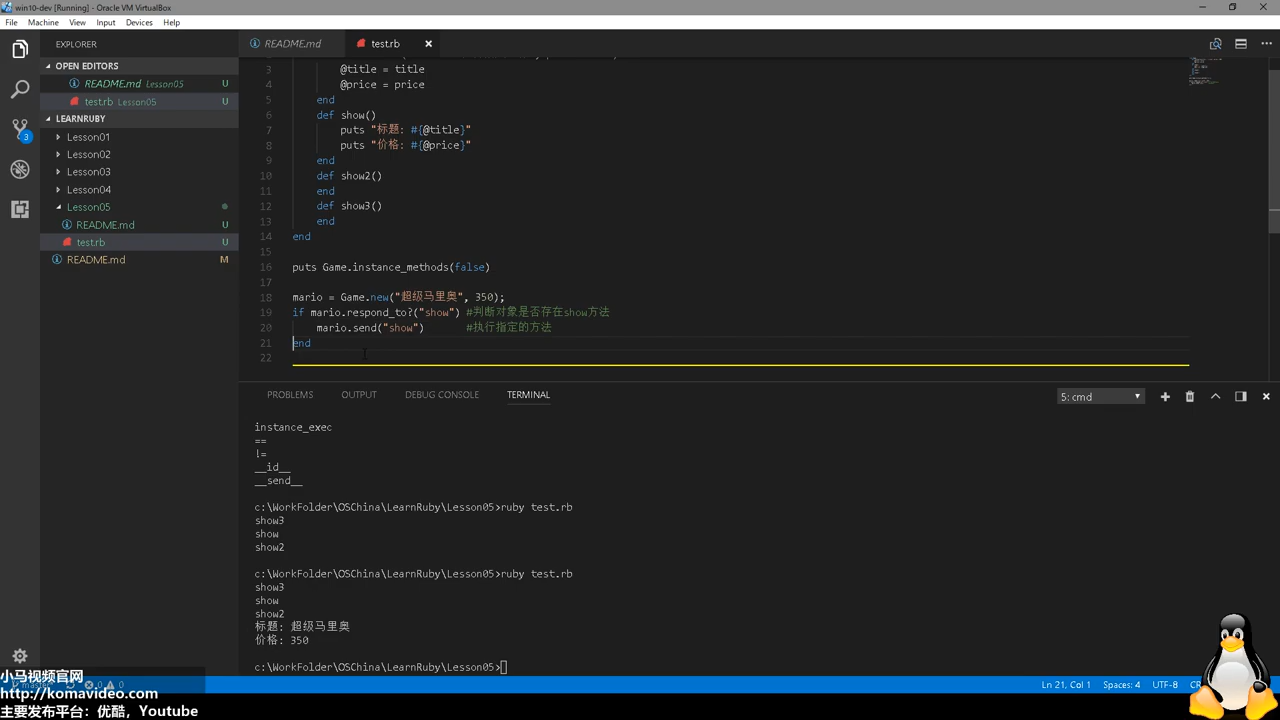 win10-dev [Running] - Oracle VM VirtualBox
File Machine View Input Devices Help
EXPLORER
README.md
test.rb
OPEN EDITORS
README.md Lesson05 U
test.rb Lesson05 U
LEARNRUBY
Lesson01
Lesson02
Lesson03
Lesson04
Lesson05
README.md U
test.rb U
README.md M
3
3 @title = title
4 @price = price
5 end
6 def show()
7 puts "标题: #{@title}"
8 puts "价格: #{@price}"
9 end
10 def show2()
11 end
12 def show3()
13 end
14 end
15
16 puts Game.instance_methods(false)
17
18 mario = Game.new("超级马里奥", 350);
19 if mario.respond_to?("show") #判断对象是否存在show方法
20 mario.send("show") #执行指定的方法
21 end
22
PROBLEMS OUTPUT DEBUG CONSOLE TERMINAL
5: cmd
instance_exec
==
!=
__id__
__send__
c:\WorkFolder\OSChina\LearnRuby\Lesson05>ruby test.rb
show3
show
show2
c:\WorkFolder\OSChina\LearnRuby\Lesson05>ruby test.rb
show3
show
show2
标题: 超级马里奥
价格: 350
c:\WorkFolder\OSChina\LearnRuby\Lesson05>
小马视频官网
http://komavideo.com
主要发布平台：优酷，Youtube
0 0
Ln 21, Col 1 Spaces: 4 UTF-8